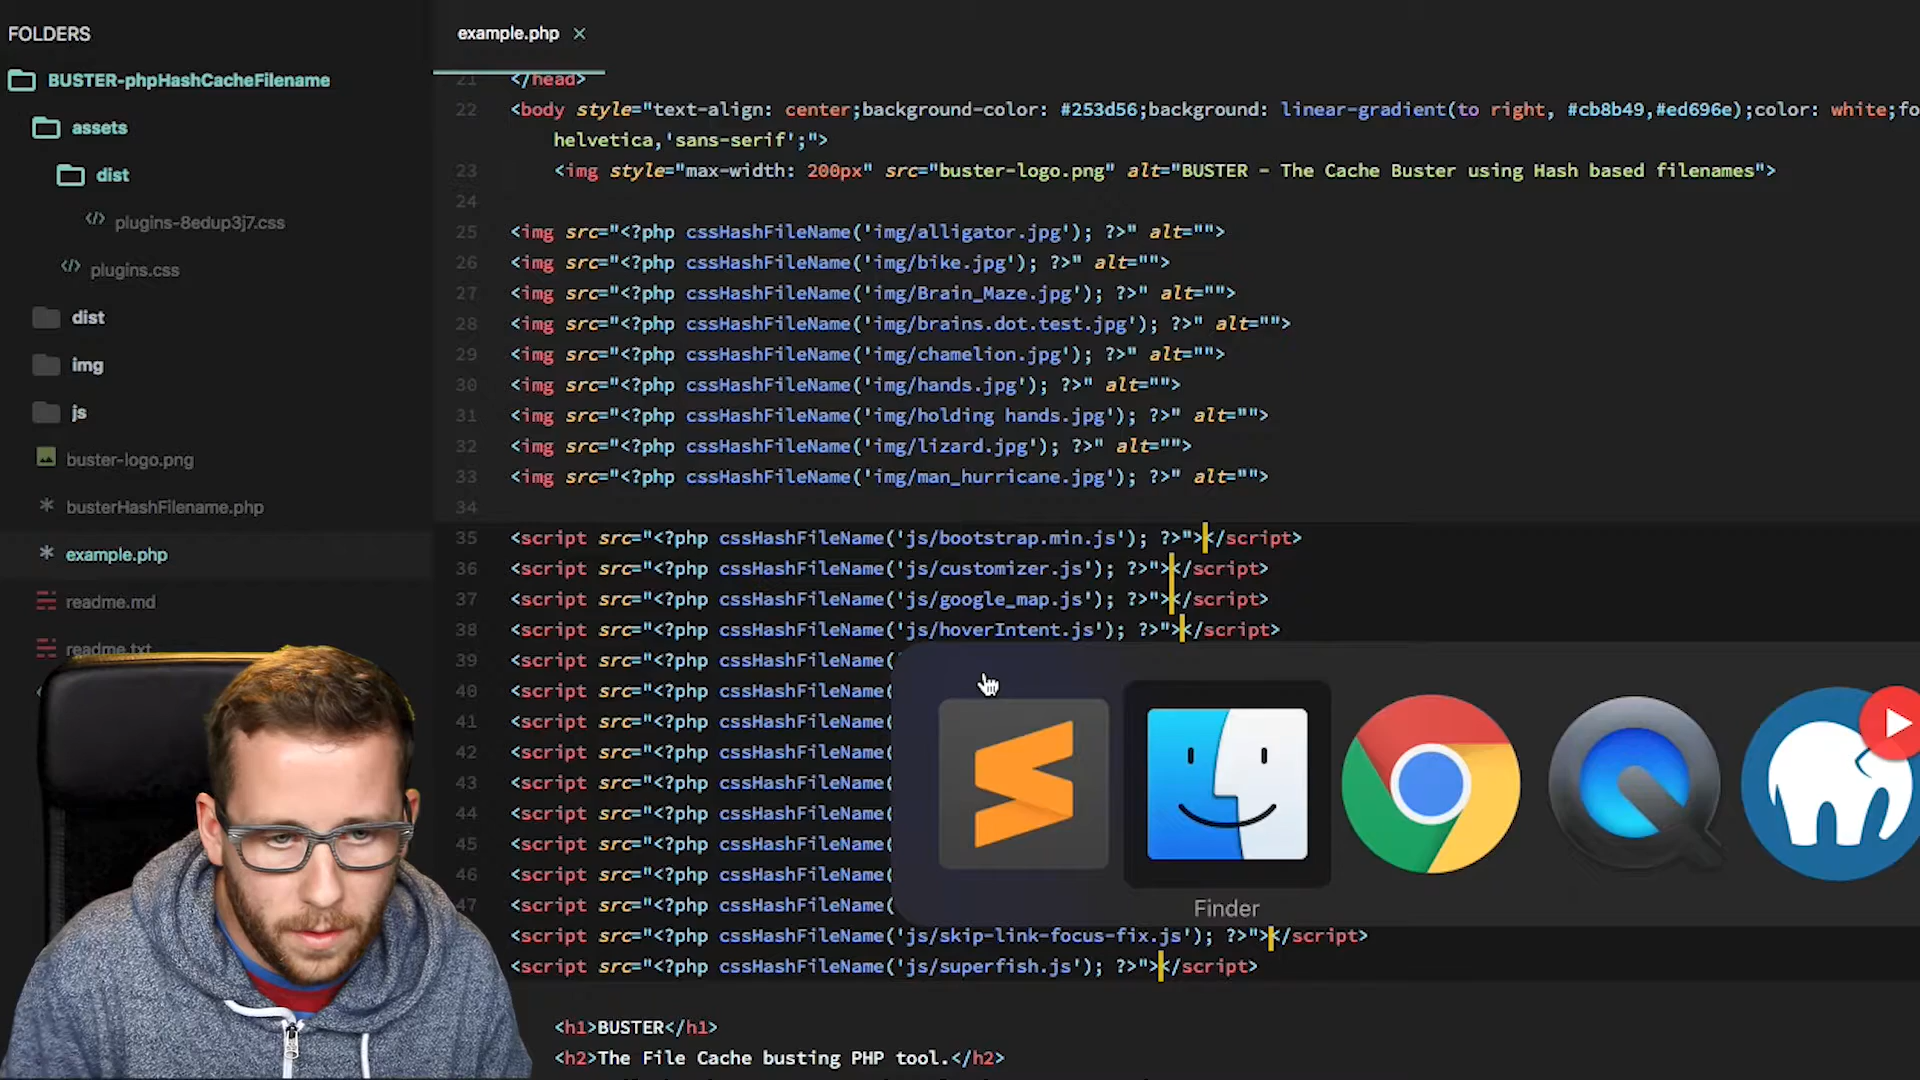 FOLDERS
BUSTER-phpHashCacheFilename
assets
dist
plugins-8edup3j7.css
plugins.css
dist
img
js
buster-logo.png
busterHashFilename.php
example.php
readme.md
readme.txt
example.php ×
21 </head>
22 <body style="text-align: center;background-color: #253d56;background: linear-gradient(to right, #cb8b49,#ed696e);color: white;fo
helvetica,'sans-serif';">
23 <img style="max-width: 200px" src="buster-logo.png" alt="BUSTER - The Cache Buster using Hash based filenames">
24
25 <img src="<?php cssHashFileName('img/alligator.jpg'); ?>" alt="">
26 <img src="<?php cssHashFileName('img/bike.jpg'); ?>" alt="">
27 <img src="<?php cssHashFileName('img/Brain_Maze.jpg'); ?>" alt="">
28 <img src="<?php cssHashFileName('img/brains.dot.test.jpg'); ?>" alt="">
29 <img src="<?php cssHashFileName('img/chamelion.jpg'); ?>" alt="">
30 <img src="<?php cssHashFileName('img/hands.jpg'); ?>" alt="">
31 <img src="<?php cssHashFileName('img/holding hands.jpg'); ?>" alt="">
32 <img src="<?php cssHashFileName('img/lizard.jpg'); ?>" alt="">
33 <img src="<?php cssHashFileName('img/man_hurricane.jpg'); ?>" alt="">
34
35 <script src="<?php cssHashFileName('js/bootstrap.min.js'); ?>"></script>
36 <script src="<?php cssHashFileName('js/customizer.js'); ?>"></script>
37 <script src="<?php cssHashFileName('js/google_map.js'); ?>"></script>
38 <script src="<?php cssHashFileName('js/hoverIntent.js'); ?>"></script>
39 <script src="<?php cssHashFileName(
40 <script src="<?php cssHashFileName(
41 <script src="<?php cssHashFileName(
42 <script src="<?php cssHashFileName(
43 <script src="<?php cssHashFileName(
44 <script src="<?php cssHashFileName(
45 <script src="<?php cssHashFileName(
46 <script src="<?php cssHashFileName(
47 <script src="<?php cssHashFileName(
<script src="<?php cssHashFileName('js/skip-link-focus-fix.js'); ?>"></script>
<script src="<?php cssHashFileName('js/superfish.js'); ?>"></script>
<h1>BUSTER</h1>
<h2>The File Cache busting PHP tool.</h2>
Finder